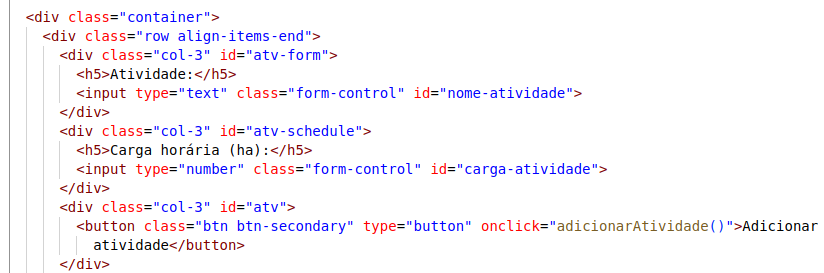 <div class="container">
<div class="row align-items-end">
<div class="col-3" id="atv-form">
<h5>Atividade:</h5>
<input type="text" class="form-control" id="nome-atividade">
</div>
<div class="col-3" id="atv-schedule">
<h5>Carga horária (ha):</h5>
<input type="number" class="form-control" id="carga-atividade">
</div>
<div class="col-3" id="atv">
<button class="btn btn-secondary" type="button" onclick="adicionarAtividade()">Adicionar
atividade</button>
</div>